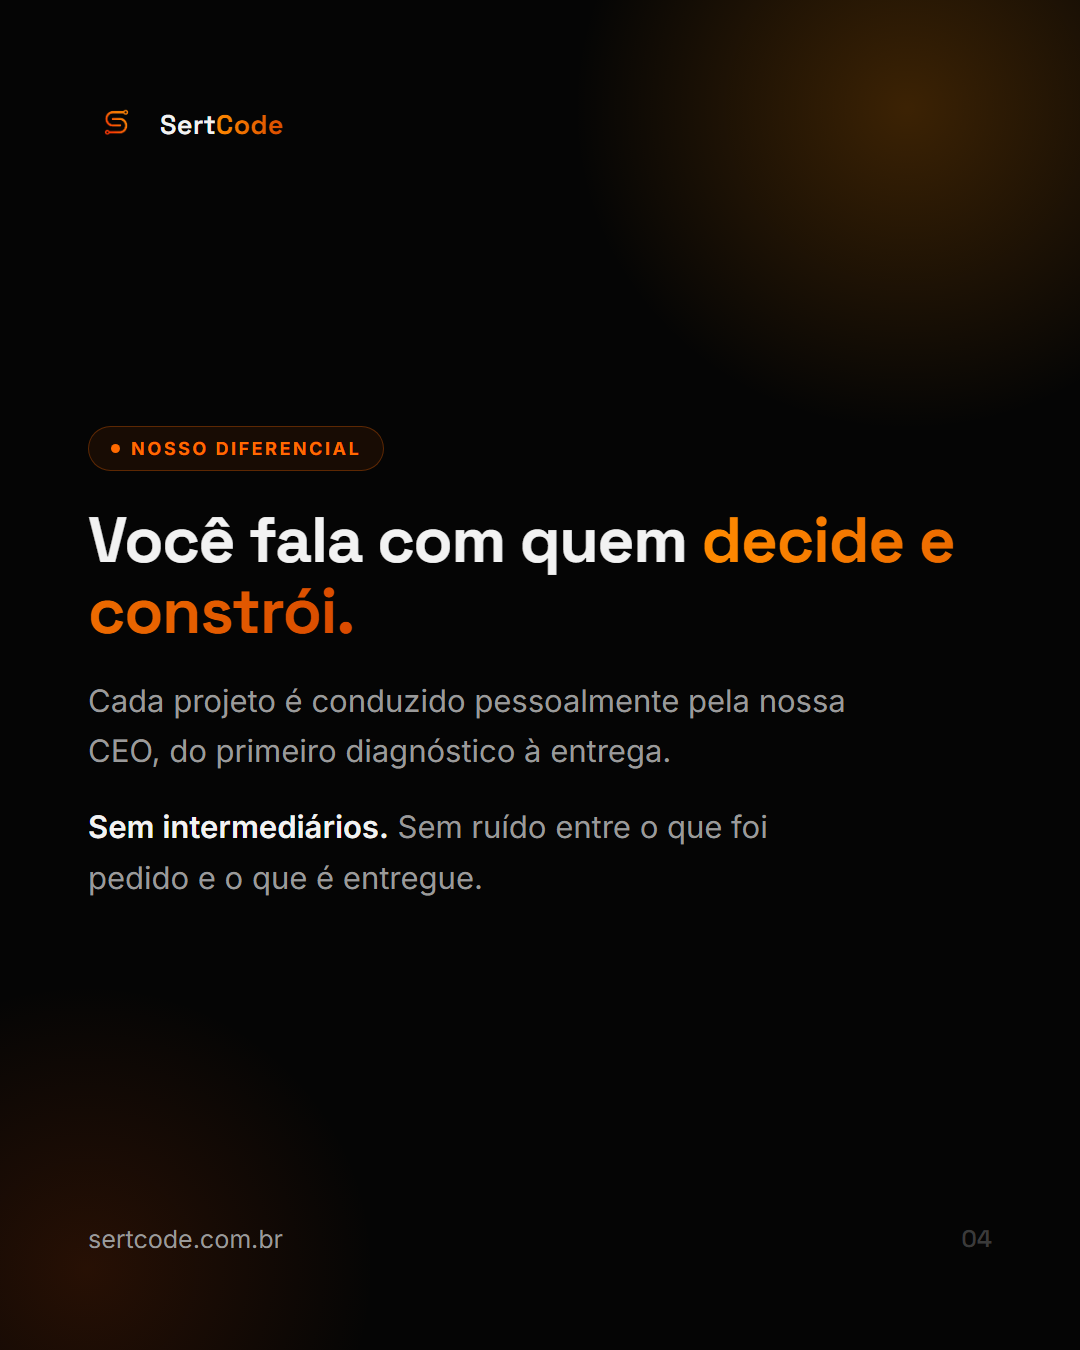 SertCode
NOSSO DIFERENCIAL
Você fala com quem decide e
constrói.
Cada projeto é conduzido pessoalmente pela nossa
CEO, do primeiro diagnóstico à entrega.
Sem intermediários. Sem ruído entre o que foi
pedido e o que é entregue.
sertcode.com.br
04